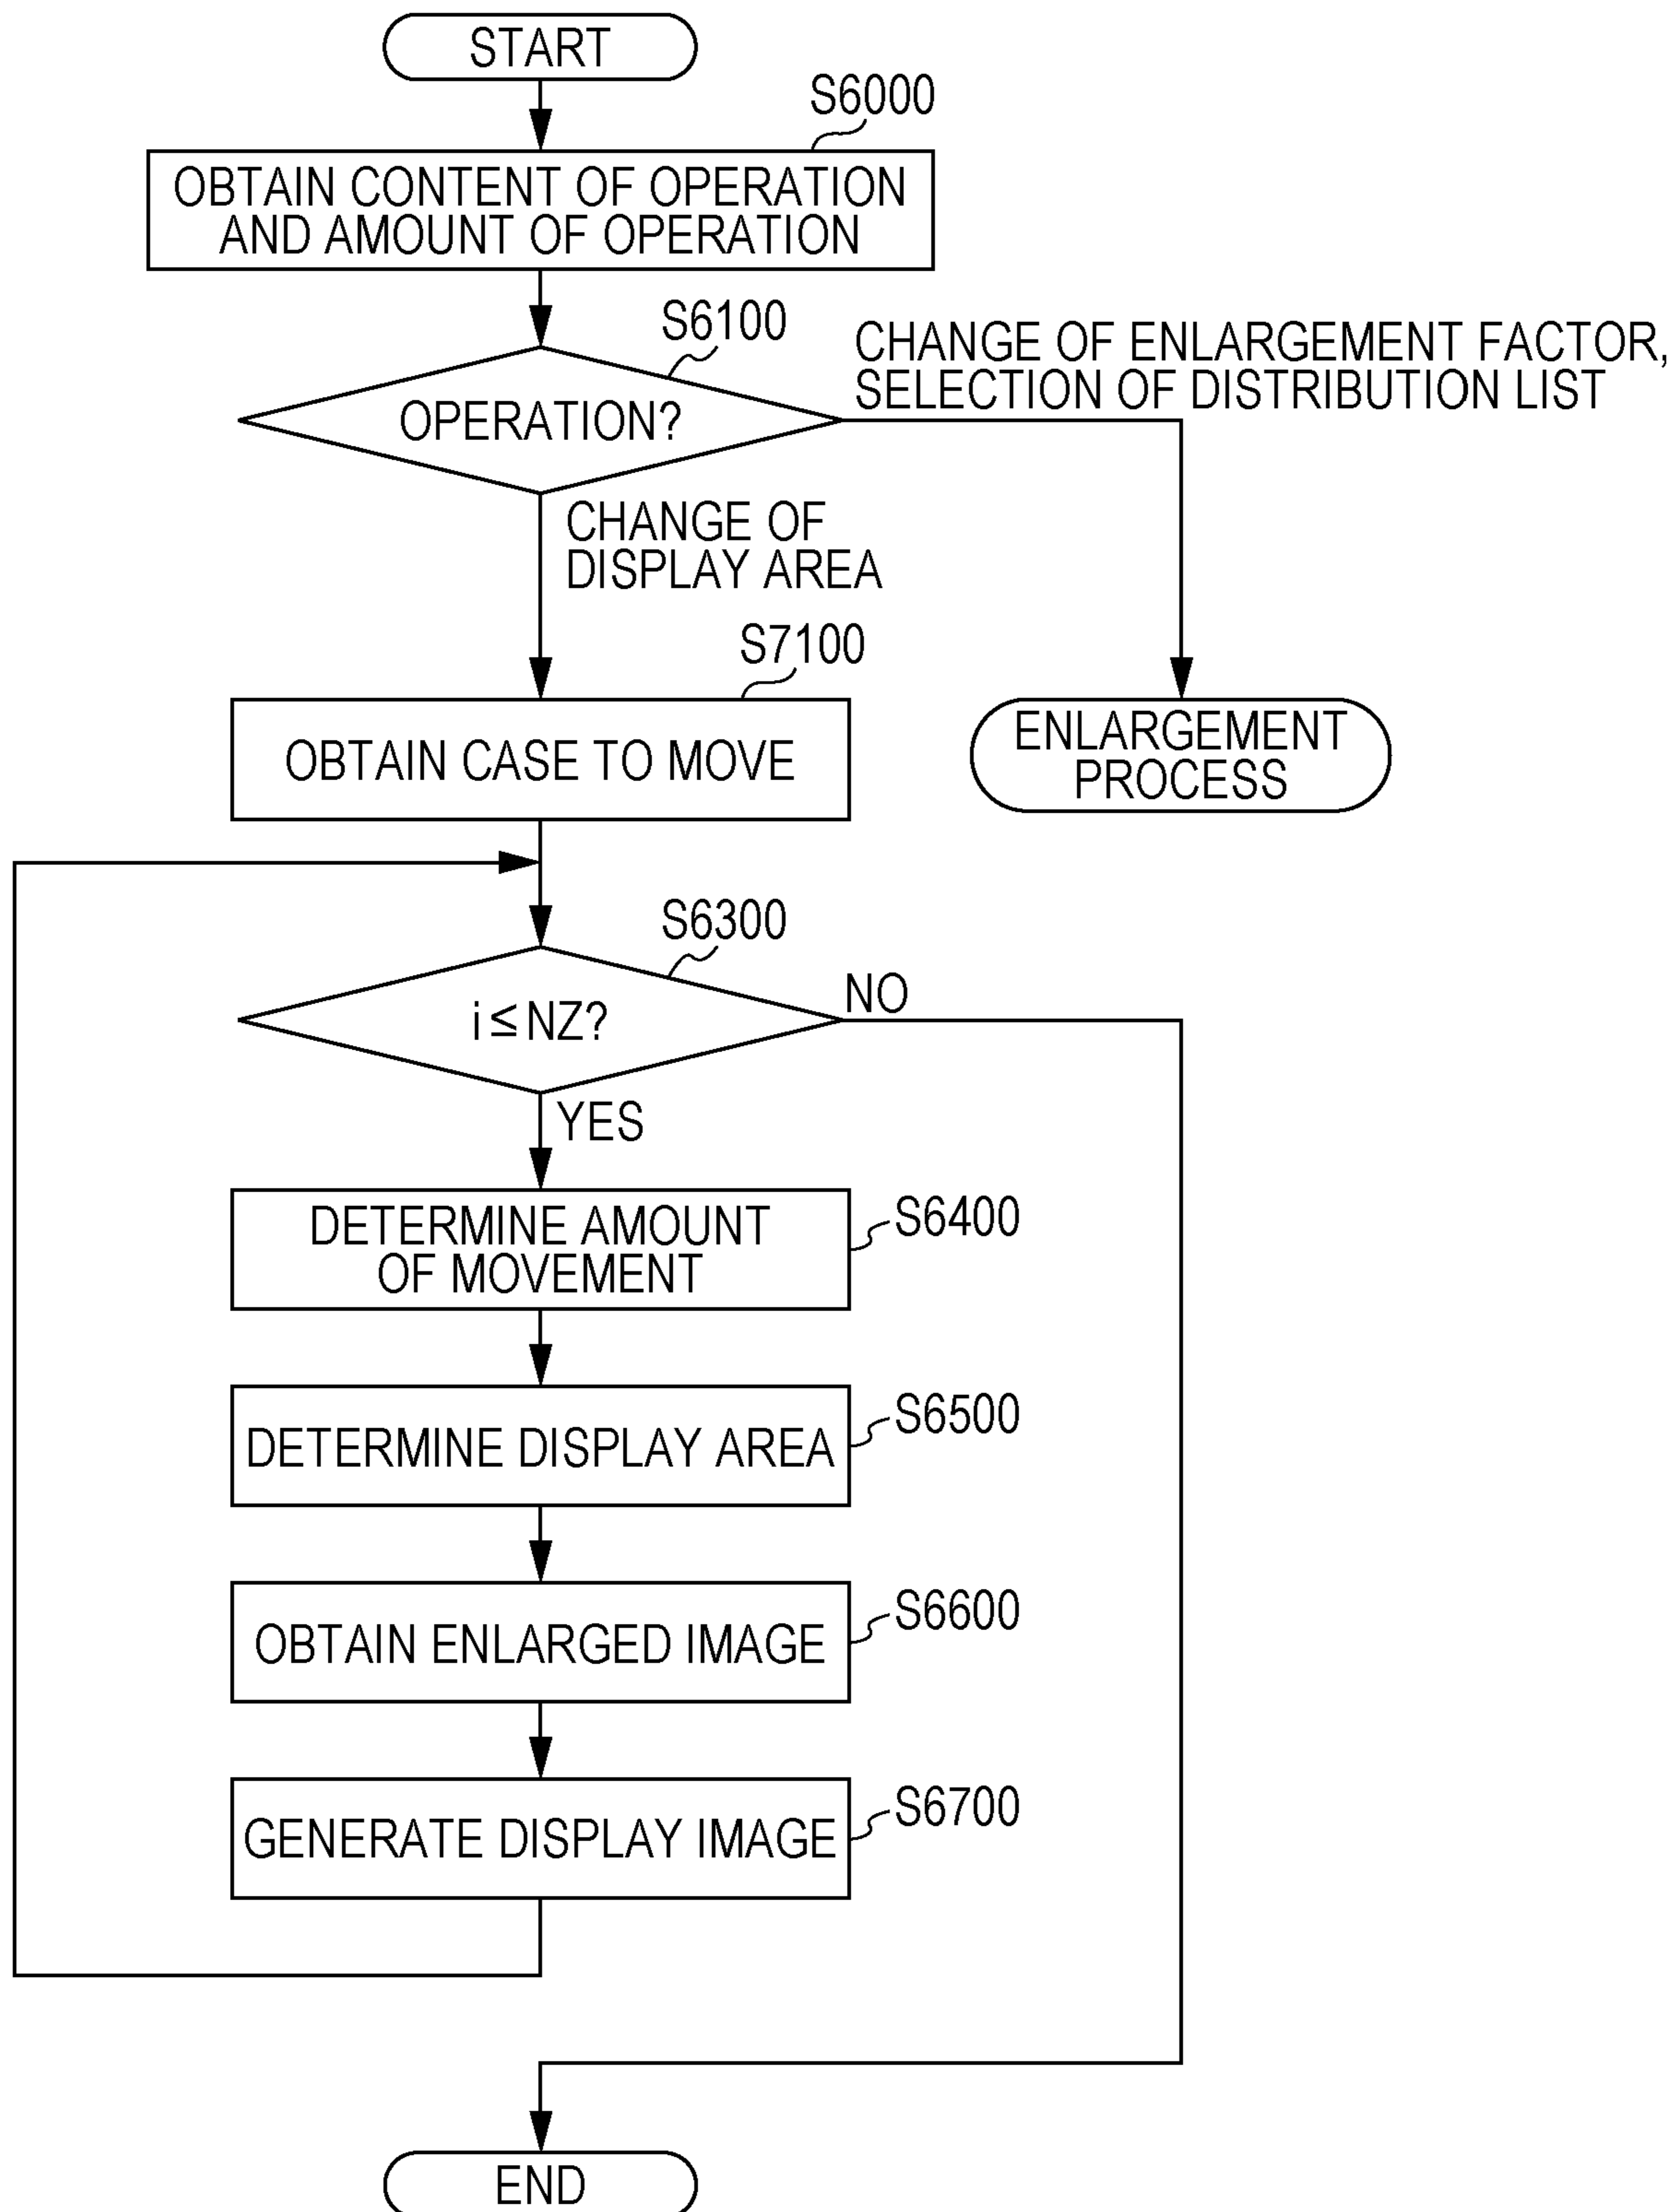 START
S6000
OBTAIN CONTENT OF OPERATION
AND AMOUNT OF OPERATION
S6100
OPERATION?
CHANGE OF ENLARGEMENT FACTOR,
SELECTION OF DISTRIBUTION LIST
CHANGE OF
DISPLAY AREA
S7100
OBTAIN CASE TO MOVE
ENLARGEMENT
PROCESS
S6300
i ≤ NZ?
NO
YES
DETERMINE AMOUNT
OF MOVEMENT
S6400
DETERMINE DISPLAY AREA
S6500
OBTAIN ENLARGED IMAGE
S6600
GENERATE DISPLAY IMAGE
S6700
END